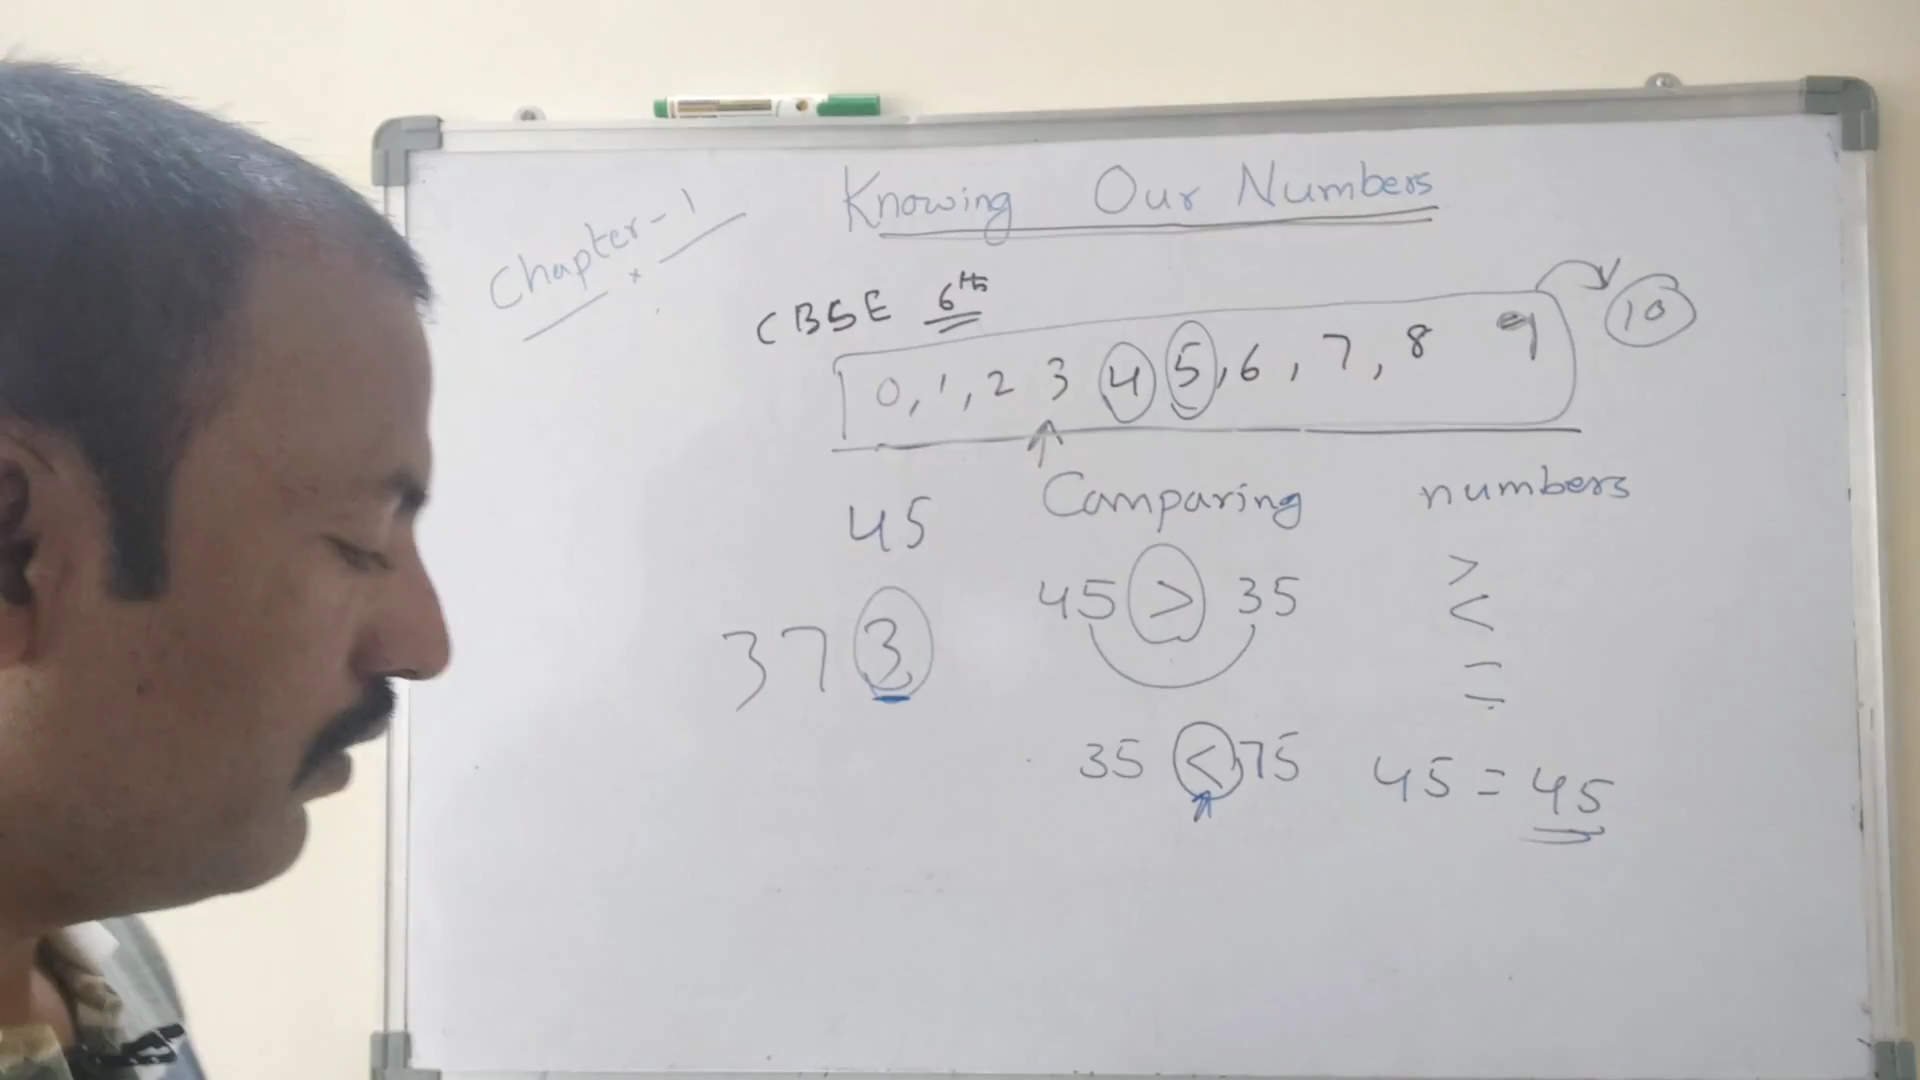 Chapter-1
Knowing Our Numbers
CBSE 6th
0, 1, 2 3 4 5, 6, 7, 8 9
10
45
Comparing numbers
45 > 35
>
<
=
373
35 < 75
45 = 45